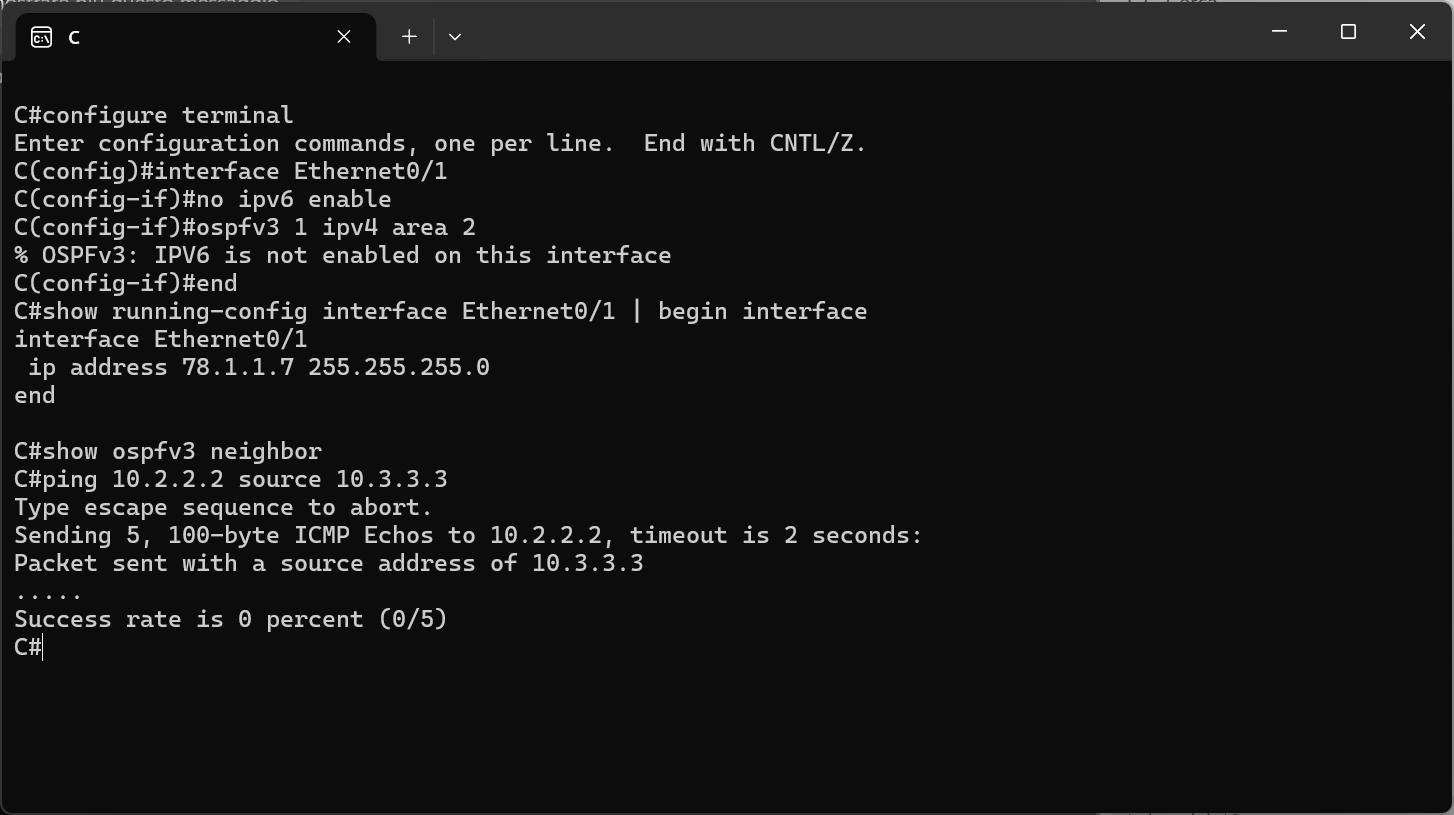 C
C#configure terminal
Enter configuration commands, one per line.  End with CNTL/Z.
C(config)#interface Ethernet0/1
C(config-if)#no ipv6 enable
C(config-if)#ospfv3 1 ipv4 area 2
% OSPFv3: IPV6 is not enabled on this interface
C(config-if)#end
C#show running-config interface Ethernet0/1 | begin interface
interface Ethernet0/1
 ip address 78.1.1.7 255.255.255.0
end
C#show ospfv3 neighbor
C#ping 10.2.2.2 source 10.3.3.3
Type escape sequence to abort.
Sending 5, 100-byte ICMP Echos to 10.2.2.2, timeout is 2 seconds:
Packet sent with a source address of 10.3.3.3
.....
Success rate is 0 percent (0/5)
C#